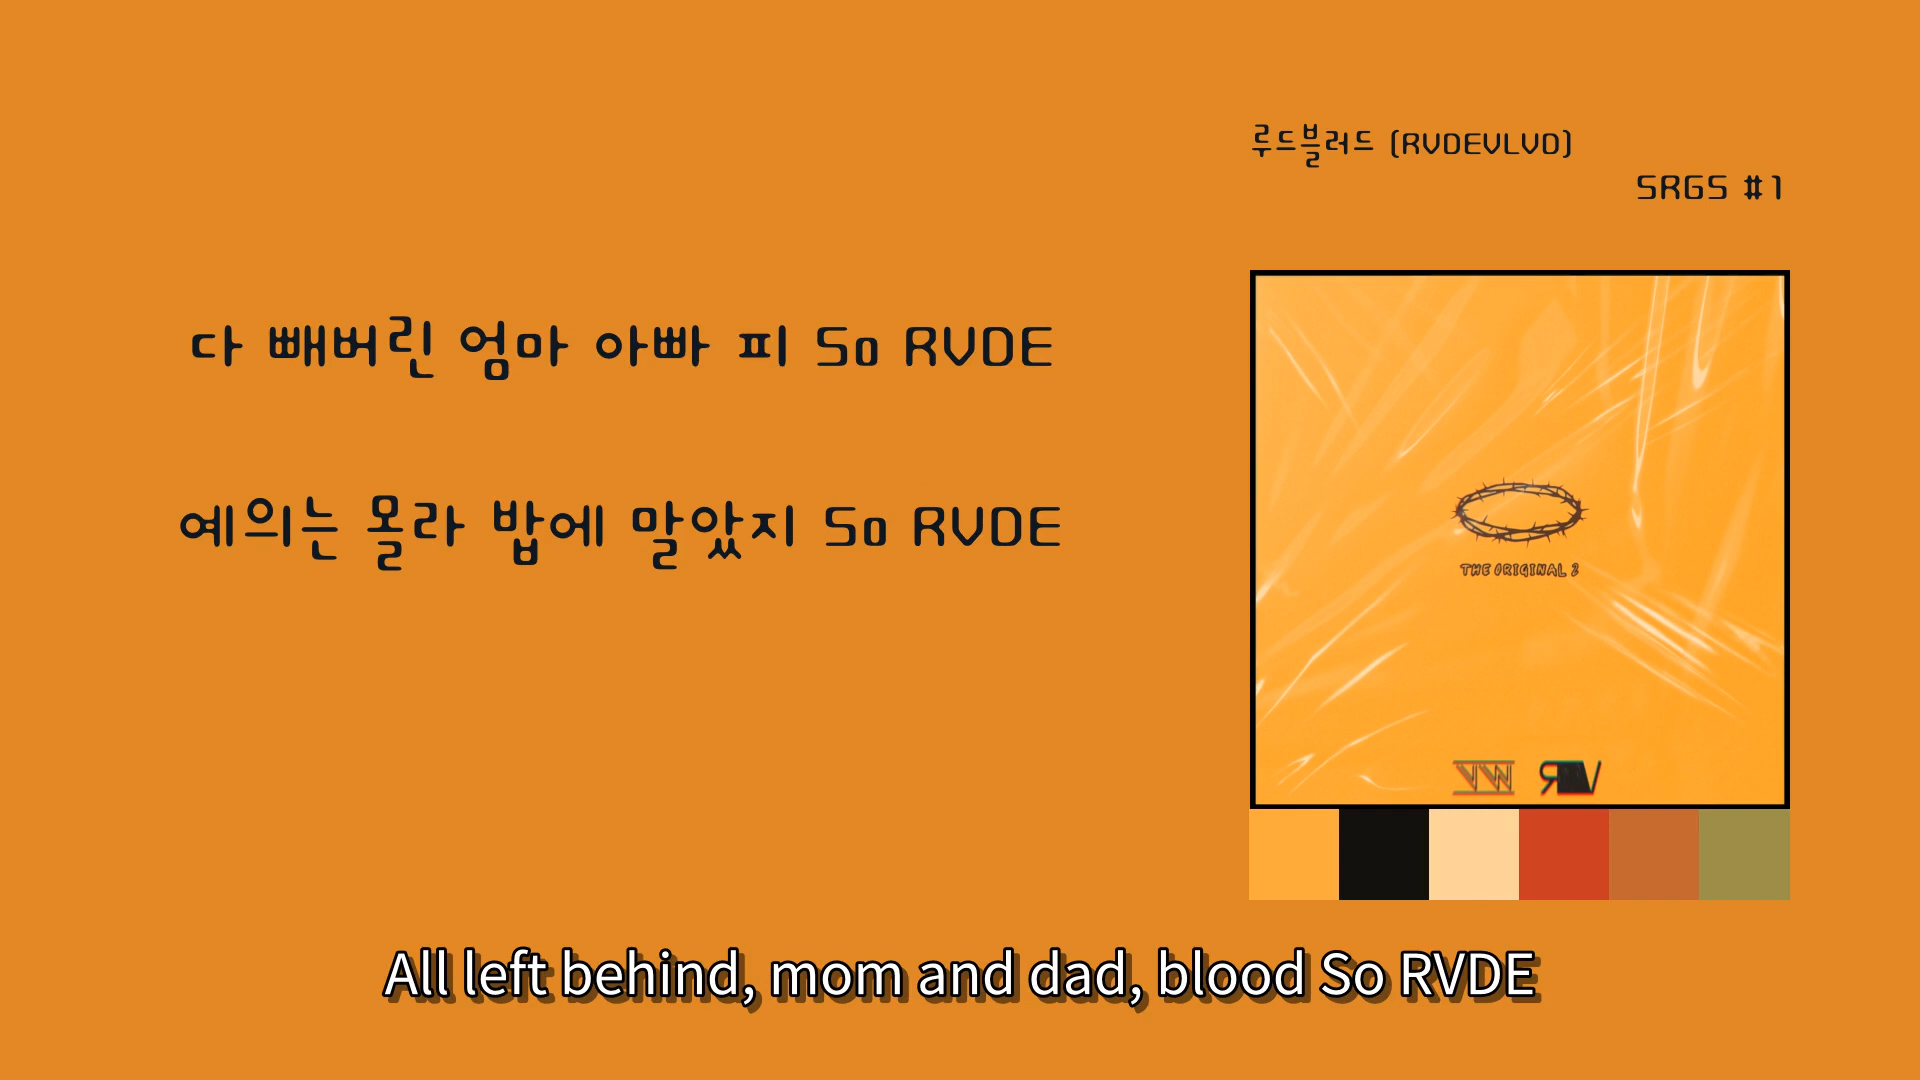 루드블러드 (RVDEVLVD)
SRGS #1
다 빼버린 엄마 아빠 피 So RVDE
예의는 몰라 밥에 말았지 So RVDE
THE ORIGINAL 2
All left behind, mom and dad, blood So RVDE